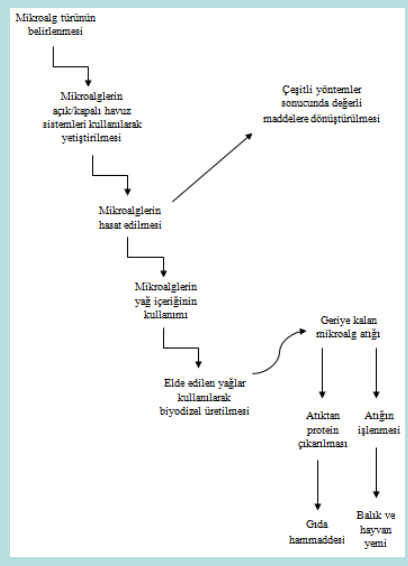 Mikroalg türünün
belirlenmesi
Mikroalglerin
açık/kapalı havuz
sistemleri kullanılarak
yetiştirilmesi
Çeşitli yöntemler
sonucunda değerli
maddelere dönüştürülmesi
Mikroalglerin
hasat edilmesi
Mikroalglerin
yağ içeriğinin
kullanımı
Elde edilen yağlar
kullanılarak
biyodizel üretilmesi
Geriye kalan
mikroalg atığı
Atıktan
protein
çıkarılması
Atığın
işlenmesi
Gıda
hammaddesi
Balık ve
hayvan
yemi